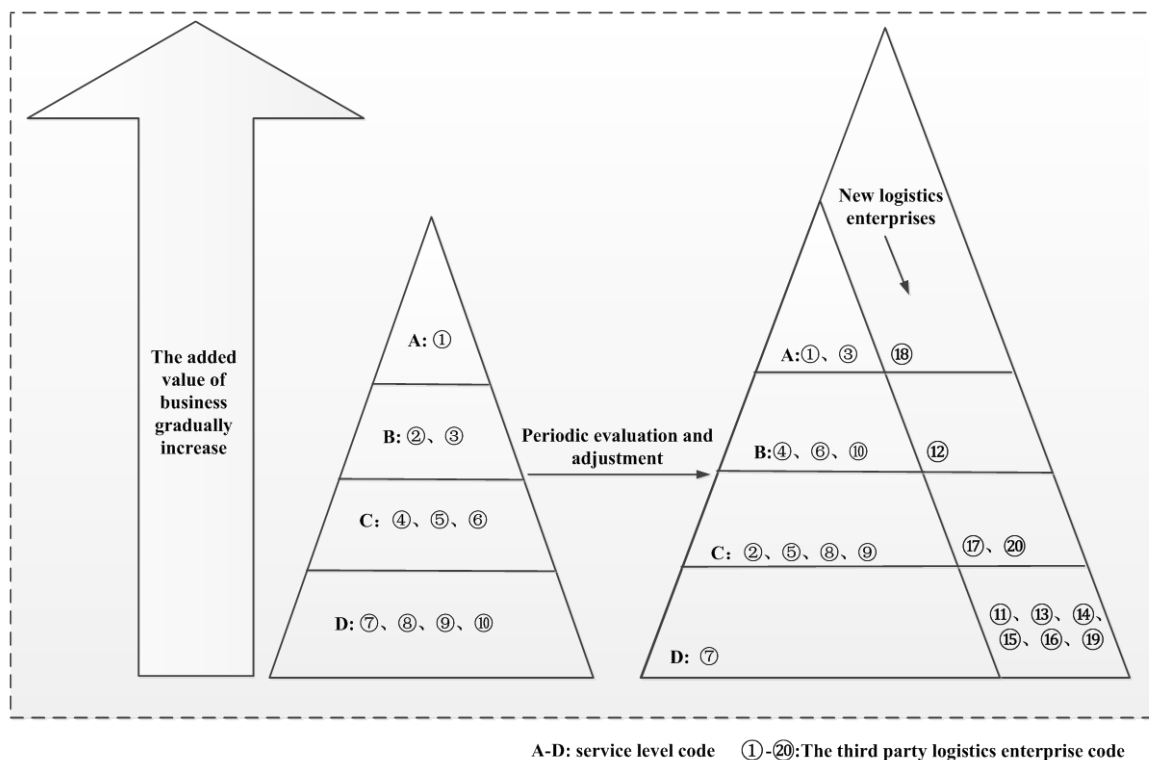 The added
value of
business
gradually
increase
A: ①
B: ②、③
C: ④、⑤、⑥
D: ⑦、⑧、⑨、⑩
Periodic evaluation and
adjustment
New logistics
enterprises
A:①、③
⑱
B:④、⑥、⑩
⑫
C: ②、⑤、⑧、⑨
⑰、⑳
D: ⑦
⑪、⑬、⑭、
⑮、⑯、⑲
A-D: service level code
①-⑳:The third party logistics enterprise code